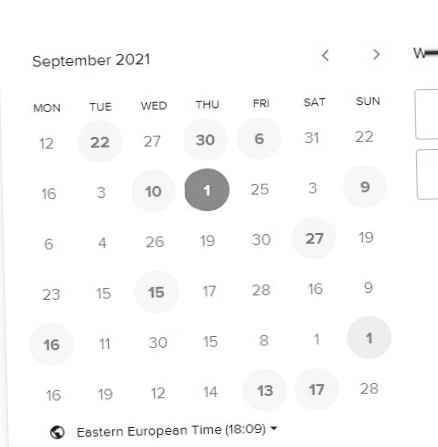 September 2021
MON TUE WED THU FRI SAT SUN
12 22 27 30 6 31 22
16 3 10 1 25 3 9
6 4 26 19 30 27 19
23 15 15 17 28 16 9
16 11 30 15 8 1 1
16 19 12 14 13 17 28
Eastern European Time (18:09)